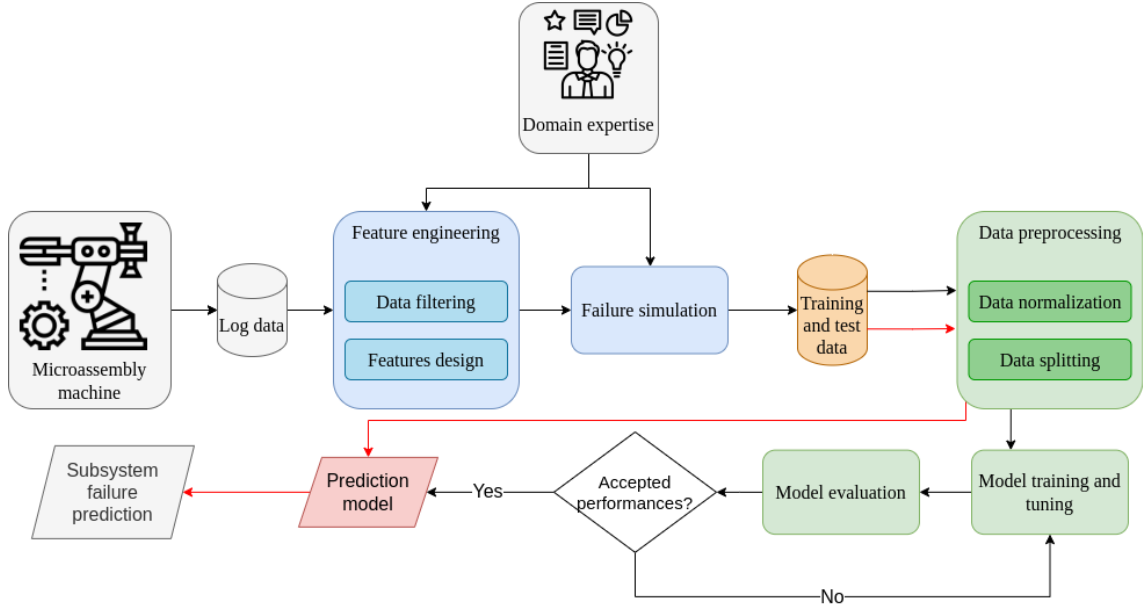 Domain expertise
Microassembly
machine
Log data
Feature engineering
Data filtering
Features design
Failure simulation
Training
and test
data
Data preprocessing
Data normalization
Data splitting
Subsystem
failure
prediction
Prediction
model
Yes
Accepted
performances?
Model evaluation
Model training and
tuning
No